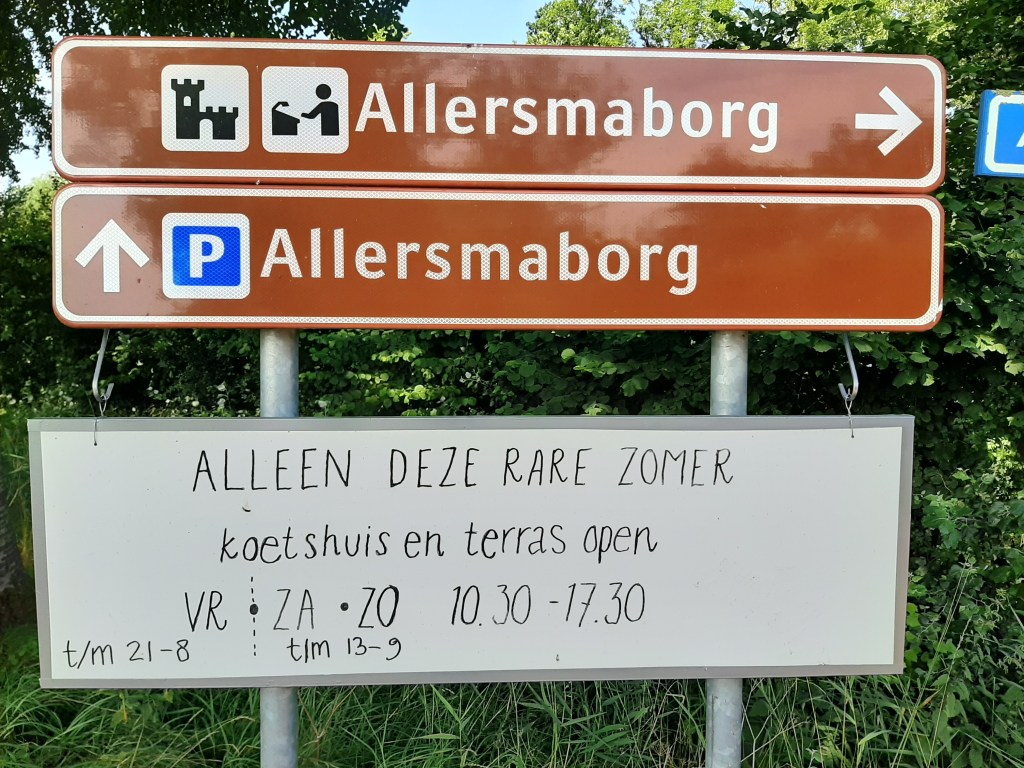 Allersmaborg
P Allersmaborg
ALLEEN DEZE RARE ZOMER
koetshuis en terras open
VR • ZA • ZO 10.30 - 17.30
t/m 21-8 t/m 13-9